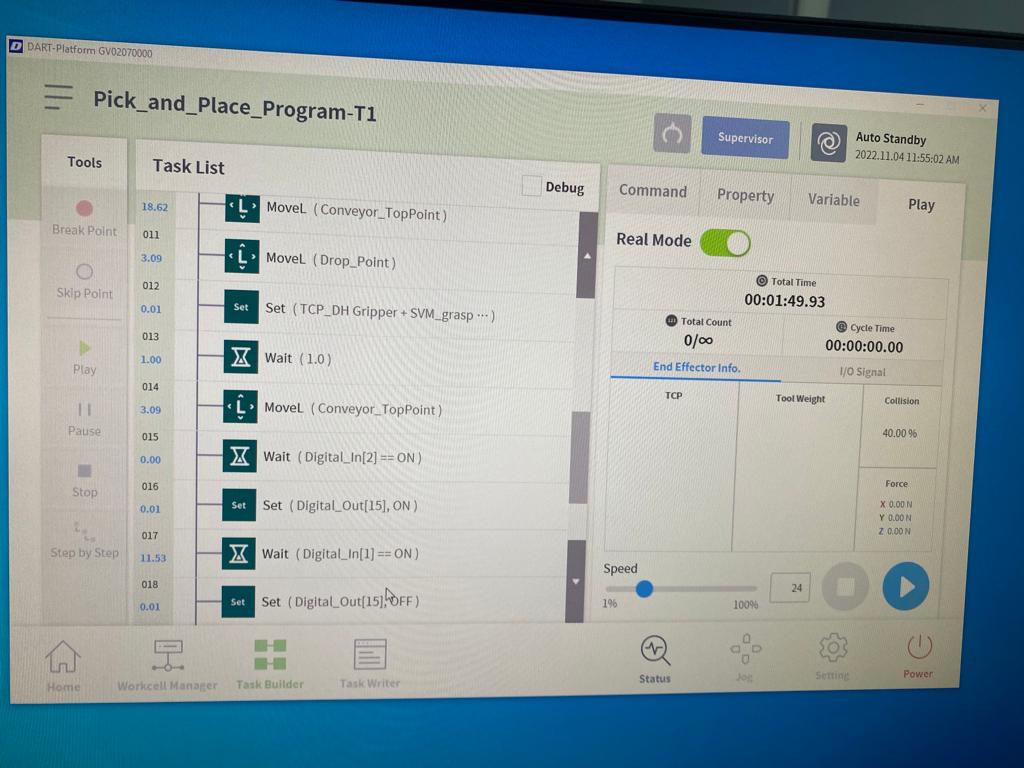 DART-Platform GV02070000
Pick_and_Place_Program-T1
Supervisor
Auto Standby
2022.11.04 11:55:02 AM
Tools
Break Point
Skip Point
Play
Pause
Stop
Step by Step
Task List
Debug
18.62
MoveL ( Conveyor_TopPoint )
011
3.09
MoveL ( Drop_Point )
012
0.01
Set
Set ( TCP_DH Gripper + SVM_grasp ··· )
013
1.00
Wait ( 1.0 )
014
3.09
MoveL ( Conveyor_TopPoint )
015
0.00
Wait ( Digital_In[2] == ON )
016
0.01
Set
Set ( Digital_Out[15], ON )
017
11.53
Wait ( Digital_In[1] == ON )
018
0.01
Set
Set ( Digital_Out[15], OFF )
Command
Property
Variable
Play
Real Mode
Total Time
00:01:49.93
Total Count
0/∞
Cycle Time
00:00:00.00
End Effector Info.
I/O Signal
TCP
Tool Weight
Collision
40.00 %
Force
X 0.00 N
Y 0.00 N
Z 0.00 N
Speed
1%
100%
24
Home
Workcell Manager
Task Builder
Task Writer
Status
Jog
Setting
Power